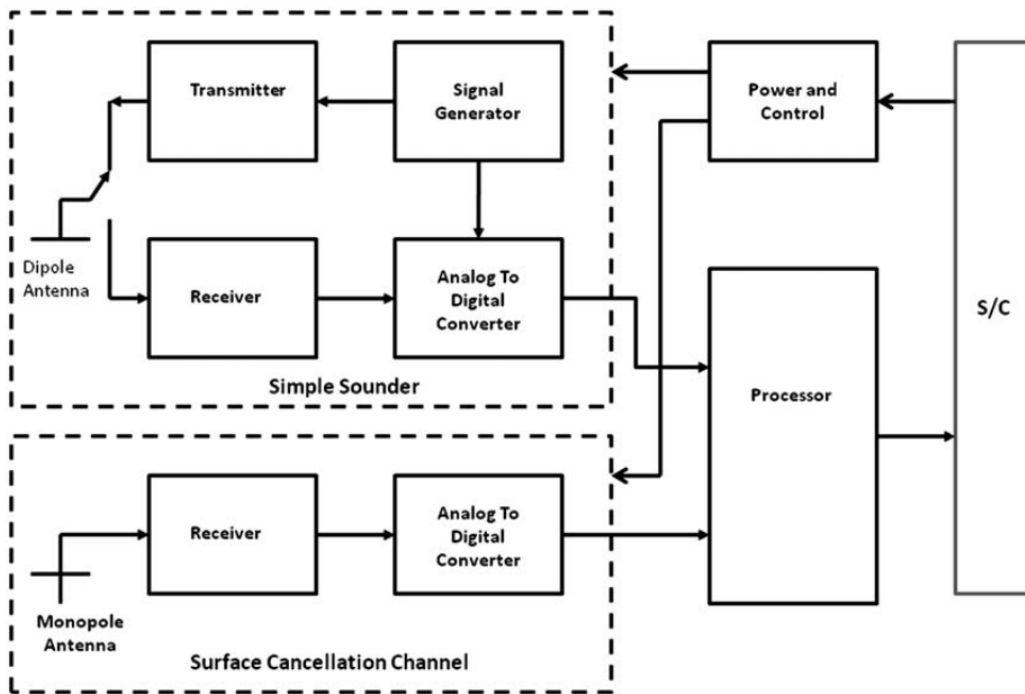 Transmitter
Signal
Generator
Power and
Control
Dipole
Antenna
Receiver
Analog To
Digital
Converter
Simple Sounder
S/C
Processor
Receiver
Analog To
Digital
Converter
Monopole
Antenna
Surface Cancellation Channel